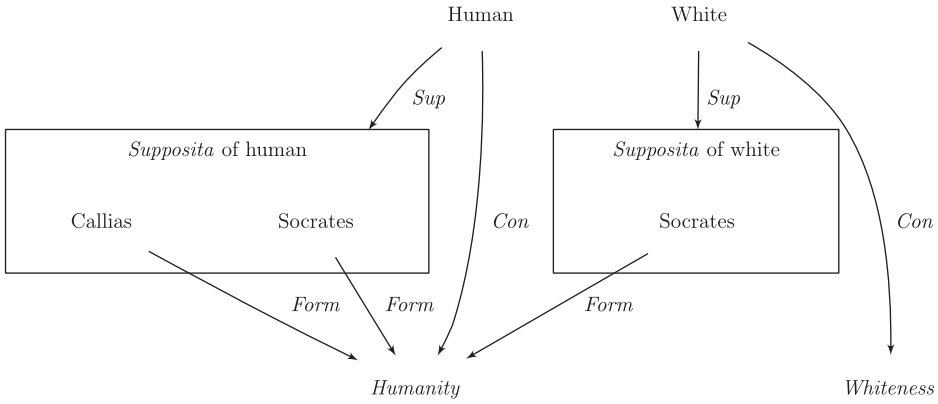 Human
White
Sup
Sup
Supposita of human
Supposita of white
Callias
Socrates
Socrates
Con
Con
Form
Form
Form
Humanity
Whiteness